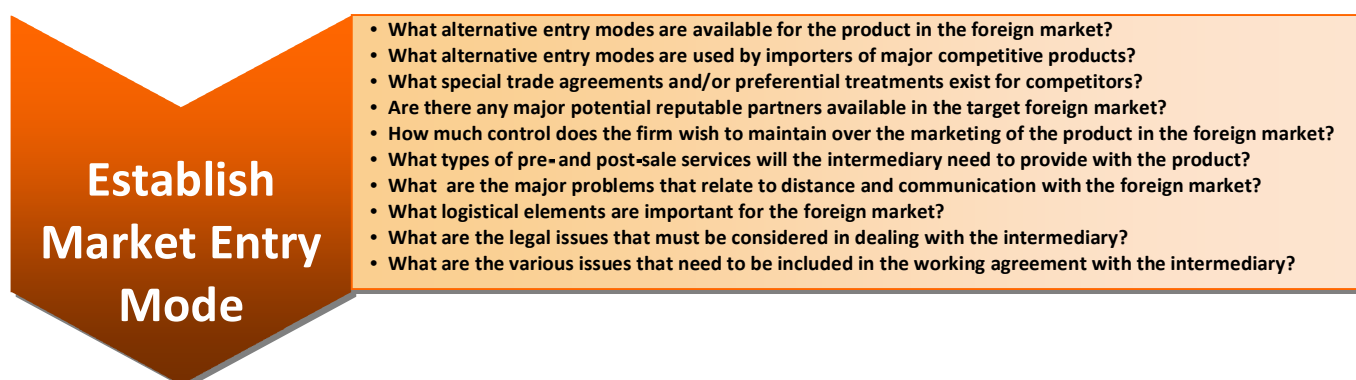 Establish
Market Entry
Mode
• What alternative entry modes are available for the product in the foreign market?
• What alternative entry modes are used by importers of major competitive products?
• What special trade agreements and/or preferential treatments exist for competitors?
• Are there any major potential reputable partners available in the target foreign market?
• How much control does the firm wish to maintain over the marketing of the product in the foreign market?
• What types of pre-and post-sale services will the intermediary need to provide with the product?
• What are the major problems that relate to distance and communication with the foreign market?
• What logistical elements are important for the foreign market?
• What are the legal issues that must be considered in dealing with the intermediary?
• What are the various issues that need to be included in the working agreement with the intermediary?